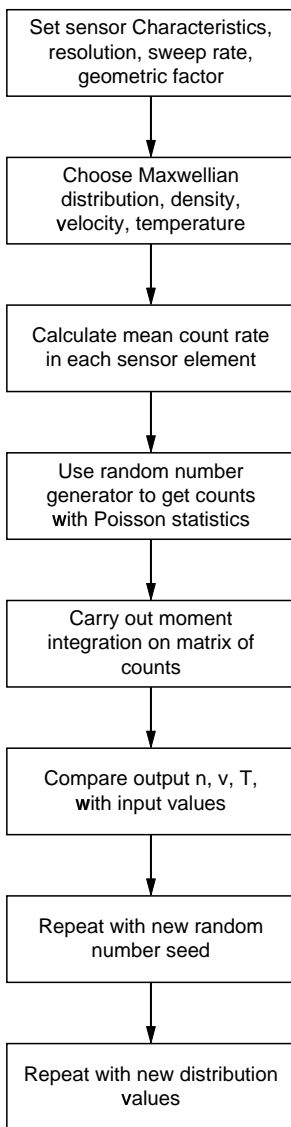 Set sensor Characteristics,
resolution, sweep rate,
geometric factor
Choose Maxwellian
distribution, density,
velocity, temperature
Calculate mean count rate
in each sensor element
Use random number
generator to get counts
with Poisson statistics
Carry out moment
integration on matrix of
counts
Compare output n, v, T,
with input values
Repeat with new random
number seed
Repeat with new distribution
values